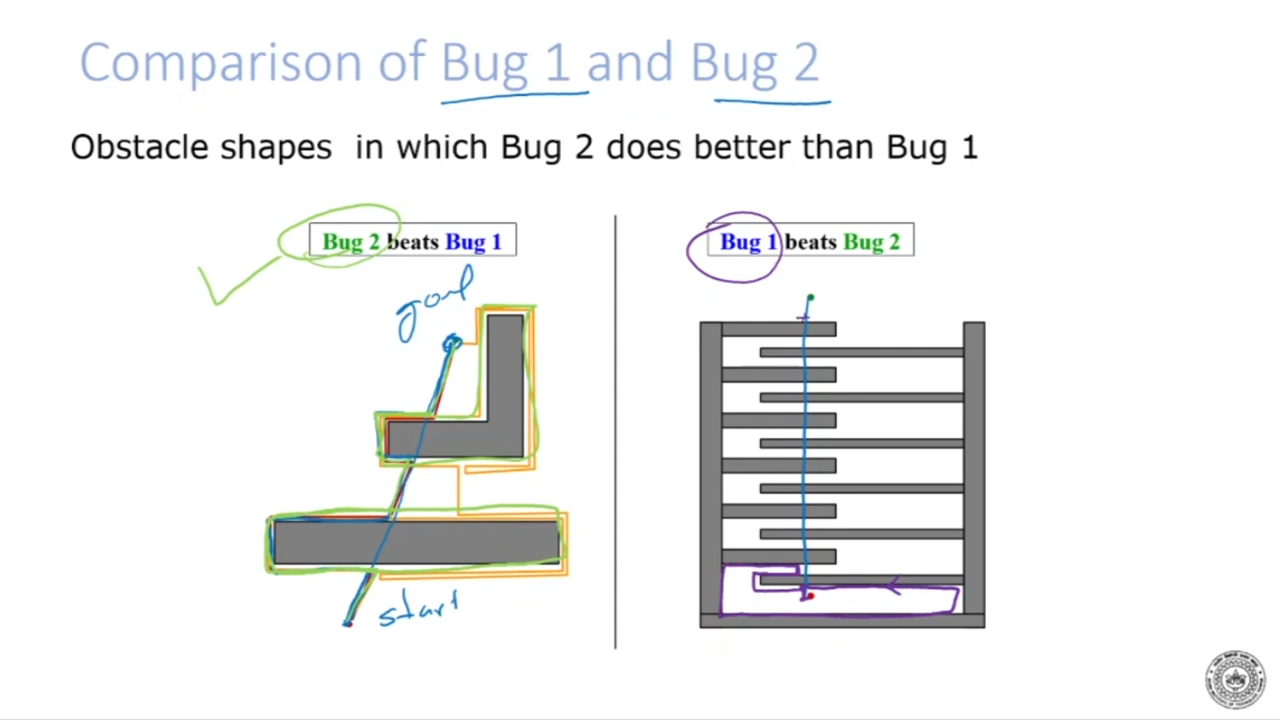 Comparison of Bug 1 and Bug 2
Obstacle shapes in which Bug 2 does better than Bug 1
Bug 2 beats Bug 1
goal
start
Bug 1 beats Bug 2